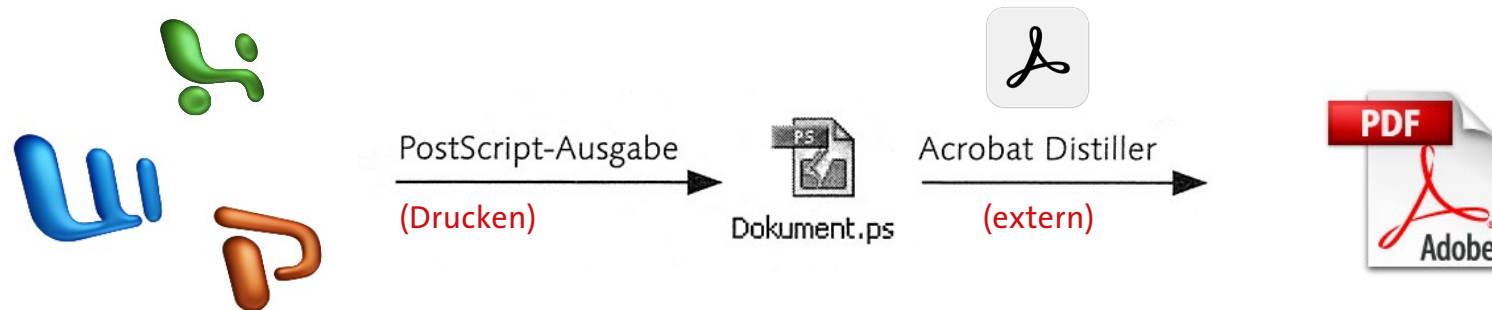 PostScript-Ausgabe
(Drucken)
PS
Dokument.ps
Acrobat Distiller
(extern)
PDF
Adobe